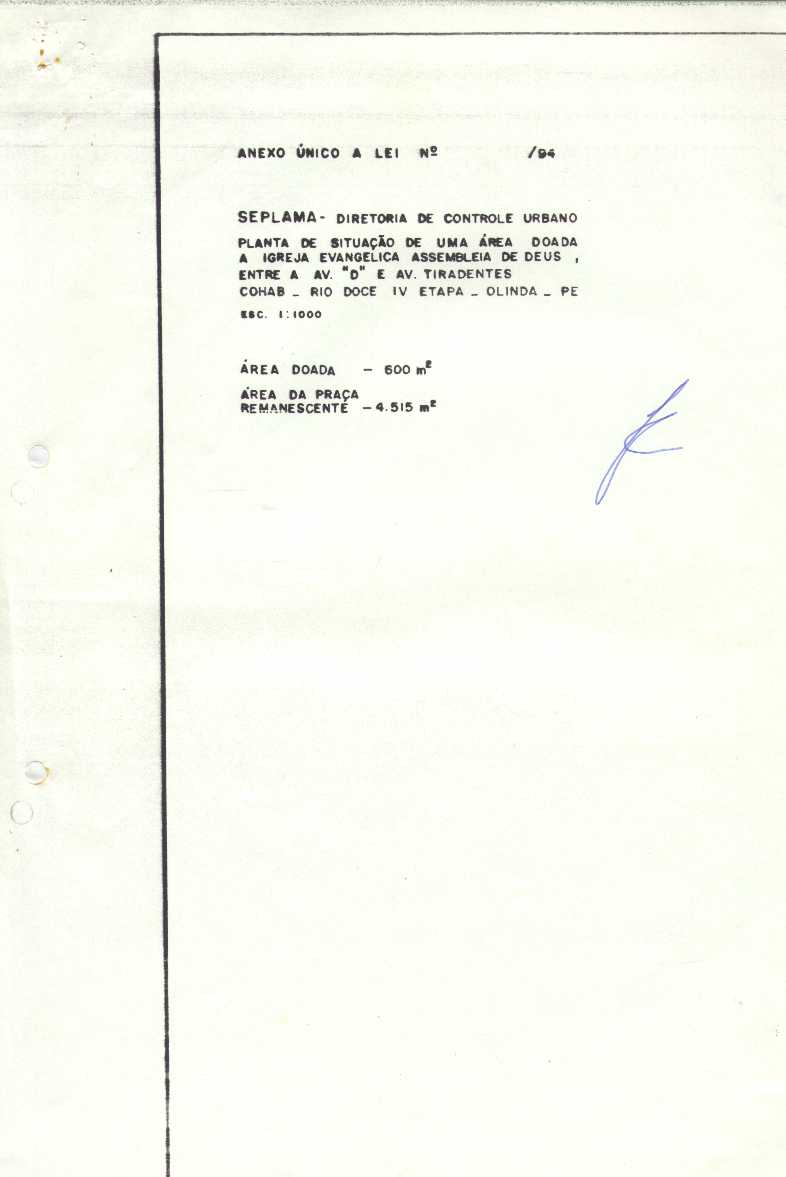 ANEXO ÚNICO A LEI Nº /94
SEPLAMA- DIRETORIA DE CONTROLE URBANO
PLANTA DE SITUAÇÃO DE UMA ÁREA DOADA
A IGREJA EVANGELICA ASSEMBLEIA DE DEUS ,
ENTRE A AV. "D" E AV. TIRADENTES
COHAB _ RIO DOCE IV ETAPA _ OLINDA _ PE
ESC. 1:1000
ÁREA DOADA - 600 m²
ÁREA DA PRAÇA
REMANESCENTE - 4.515 m²